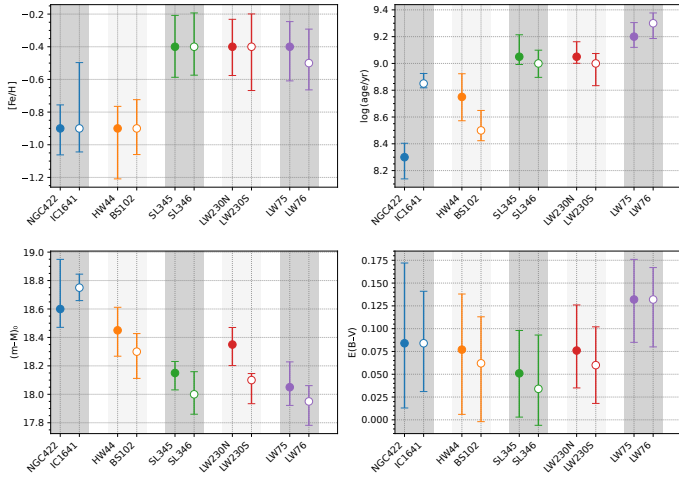 [Fe/H]
−0.2
−0.4
−0.6
−0.8
−1.0
−1.2
NGC422
IC1641
HW44
BS102
SL345
SL346
LW230N
LW230S
LW75
LW76
log(age/yr)
9.4
9.2
9.0
8.8
8.6
8.4
8.2
NGC422
IC1641
HW44
BS102
SL345
SL346
LW230N
LW230S
LW75
LW76
(m−M)₀
19.0
18.8
18.6
18.4
18.2
18.0
17.8
NGC422
IC1641
HW44
BS102
SL345
SL346
LW230N
LW230S
LW75
LW76
E(B–V)
0.175
0.150
0.125
0.100
0.075
0.050
0.025
0.000
NGC422
IC1641
HW44
BS102
SL345
SL346
LW230N
LW230S
LW75
LW76